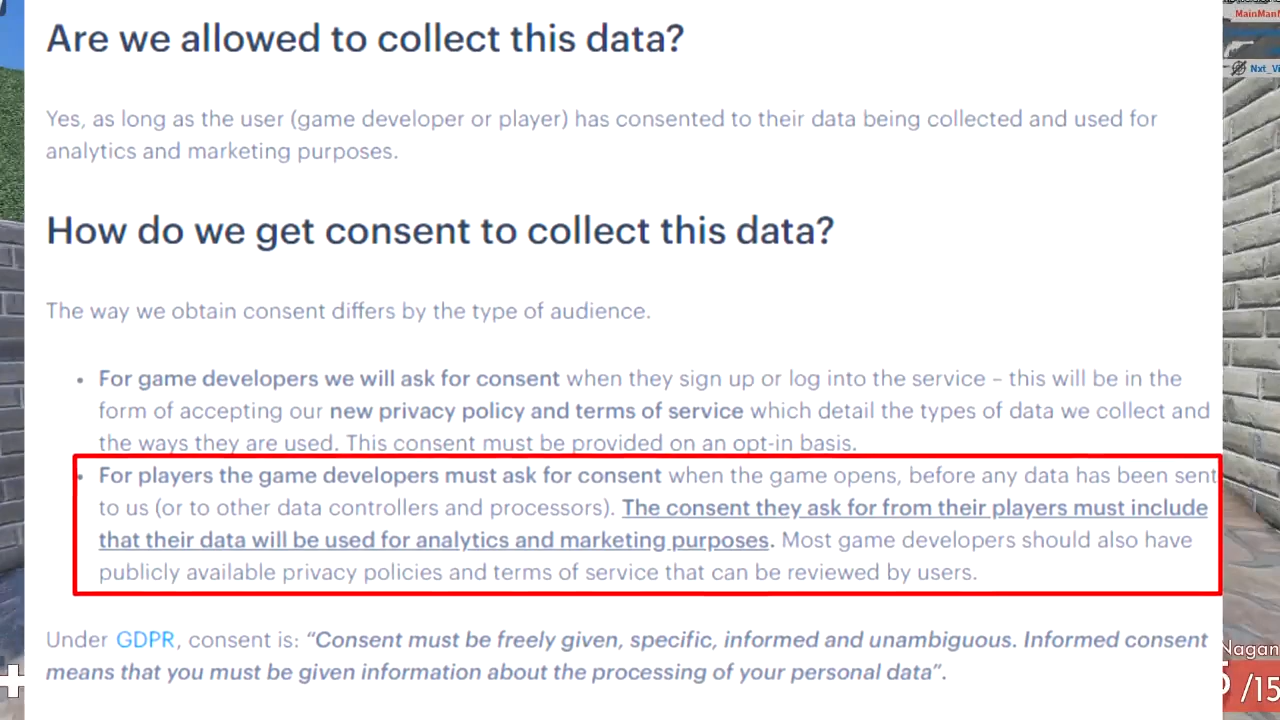 Are we allowed to collect this data?
Yes, as long as the user (game developer or player) has consented to their data being collected and used for
analytics and marketing purposes.
How do we get consent to collect this data?
The way we obtain consent differs by the type of audience.
• For game developers we will ask for consent when they sign up or log into the service – this will be in the
form of accepting our new privacy policy and terms of service which detail the types of data we collect and
the ways they are used. This consent must be provided on an opt-in basis.
• For players the game developers must ask for consent when the game opens, before any data has been sent
to us (or to other data controllers and processors). The consent they ask for from their players must include
that their data will be used for analytics and marketing purposes. Most game developers should also have
publicly available privacy policies and terms of service that can be reviewed by users.
Under GDPR, consent is: “Consent must be freely given, specific, informed and unambiguous. Informed consent
means that you must be given information about the processing of your personal data”.
MainMan
Nxt_Vi
Nagan
/15